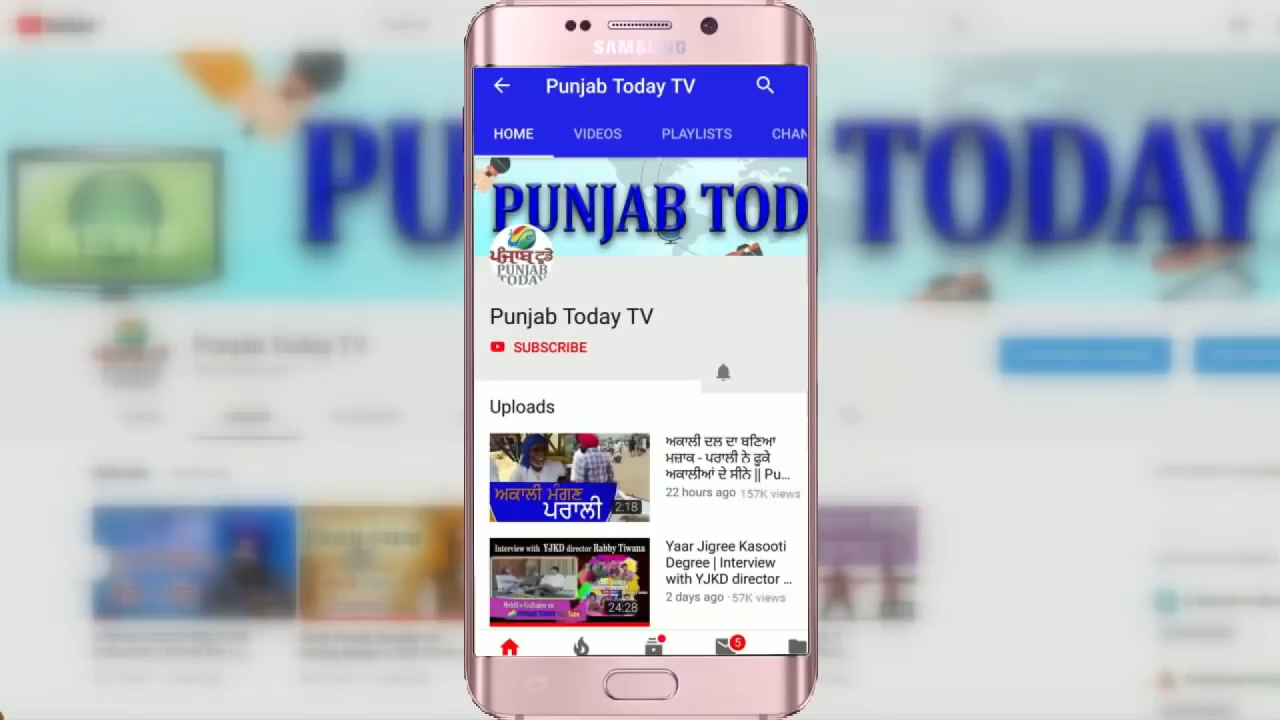 SAMSUNG
Punjab Today TV
HOME VIDEOS PLAYLISTS CHAN
PUNJAB TOD
PU
TODAY
ਪੰਜਾਬ ਟੂਡੇ
PUNJAB
TODAY
Punjab Today TV
Punjab Today TV
SUBSCRIBE
Uploads
ਅਕਾਲੀ ਮੰਗਣ
ਪਰਾਲੀ
2:18
ਅਕਾਲੀ ਦਲ ਦਾ ਬਣਿਆ
ਮਜ਼ਾਕ - ਪਰਾਲੀ ਨੇ ਫੂਕੇ
ਅਕਾਲੀਆਂ ਦੇ ਸੀਨੇ || Pu...
22 hours ago 157K views
Interview with YJKD director Rabby Tiwana
24:28
Yaar Jigree Kasooti
Degree | Interview
with YJKD director ...
2 days ago · 57K views
5